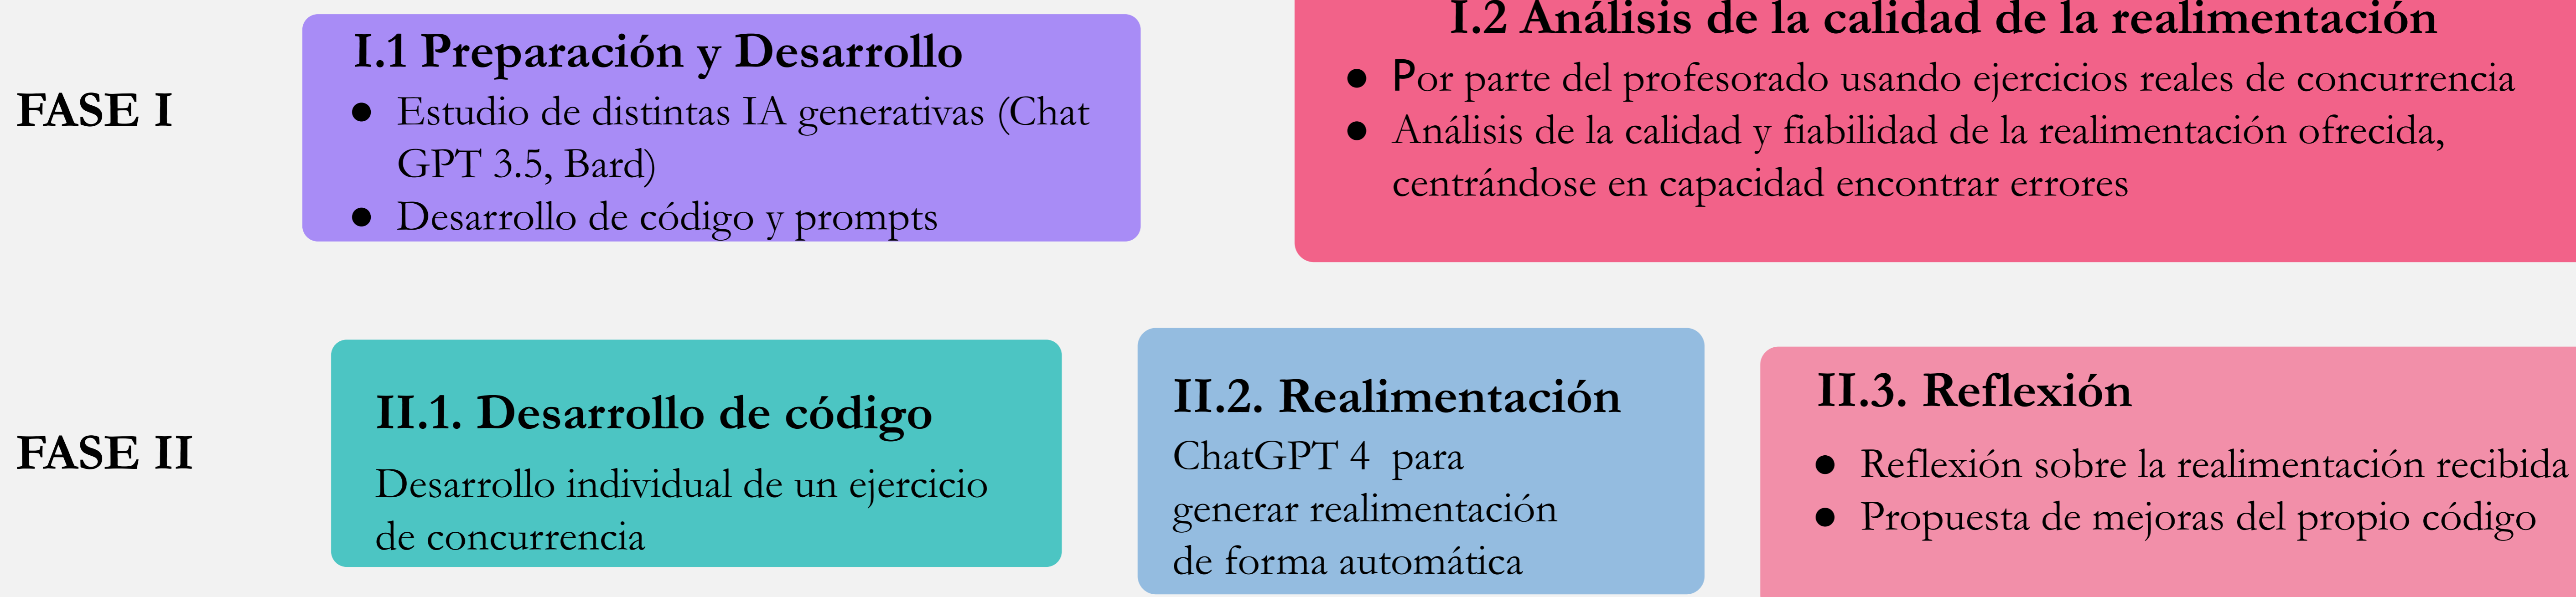 FASE I
I.1 Preparación y Desarrollo
● Estudio de distintas IA generativas (Chat
GPT 3.5, Bard)
● Desarrollo de código y prompts
I.2 Análisis de la calidad de la realimentación
● Por parte del profesorado usando ejercicios reales de concurrencia
● Análisis de la calidad y fiabilidad de la realimentación ofrecida,
centrándose en capacidad encontrar errores
FASE II
II.1. Desarrollo de código
Desarrollo individual de un ejercicio
de concurrencia
II.2. Realimentación
ChatGPT 4 para
generar realimentación
de forma automática
II.3. Reflexión
● Reflexión sobre la realimentación recibida
● Propuesta de mejoras del propio código